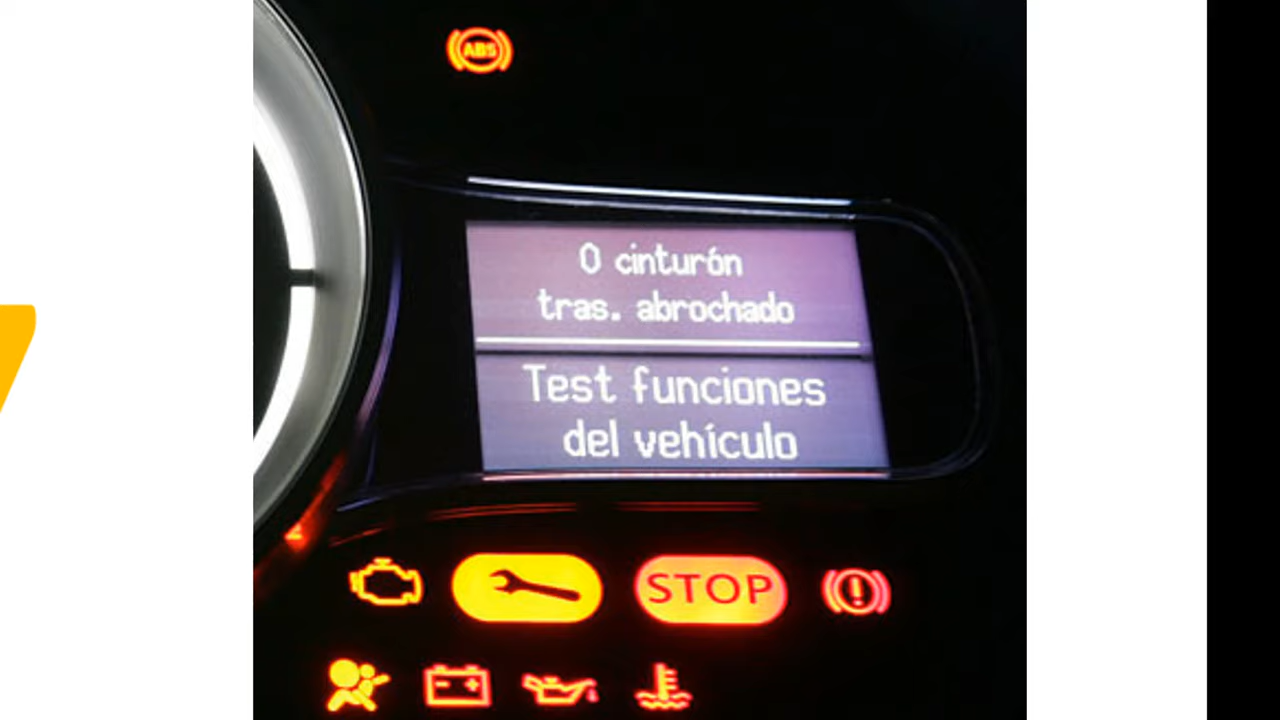 ABS
0 cinturón
tras. abrochado
Test funciones
del vehículo
STOP